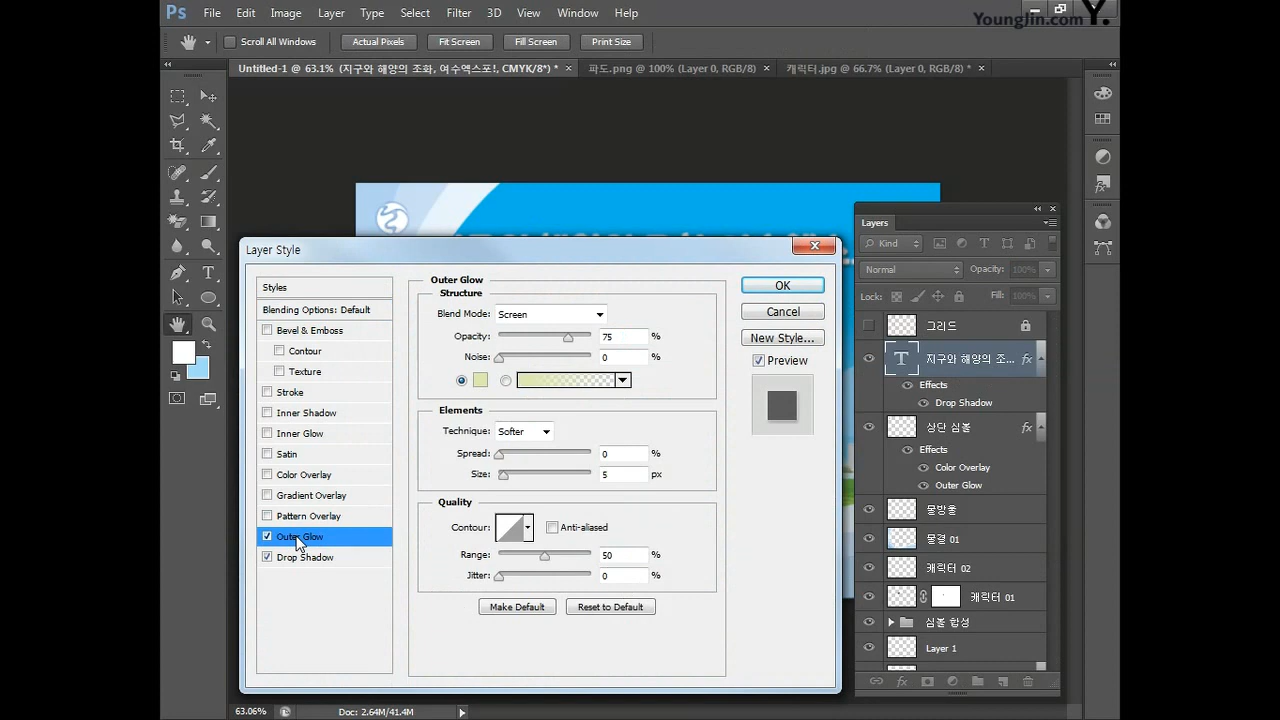 Ps File Edit Image Layer Type Select Filter 3D View Window Help
YoungJin.com Y.
Scroll All Windows Actual Pixels Fit Screen Fill Screen Print Size
Untitled-1 @ 63.1% (지구와 해양의 조화, 여수엑스포!, CMYK/8*) * × 파도.png @ 100% (Layer 0, RGB/8) × 캐릭터.jpg @ 66.7% (Layer 0, RGB/8) * ×
Layer Style
Styles
Blending Options: Default
Bevel & Emboss
Contour
Texture
Stroke
Inner Shadow
Inner Glow
Satin
Color Overlay
Gradient Overlay
Pattern Overlay
Outer Glow
Drop Shadow
Outer Glow
Structure
Blend Mode: Screen
Opacity: 75 %
Noise: 0 %
Elements
Technique: Softer
Spread: 0 %
Size: 5 px
Quality
Contour: Anti-aliased
Range: 50 %
Jitter: 0 %
Make Default Reset to Default
OK
Cancel
New Style...
Preview
Layers
Kind
Normal Opacity: 100%
Lock: Fill: 100%
그리드
T 지구와 해양의 조... fx
Effects
Drop Shadow
상단 심볼 fx
Effects
Color Overlay
Outer Glow
물방울
물결 01
캐릭터 02
캐릭터 01
심볼 합성
Layer 1
63.06% Doc: 2.64M/41.4M